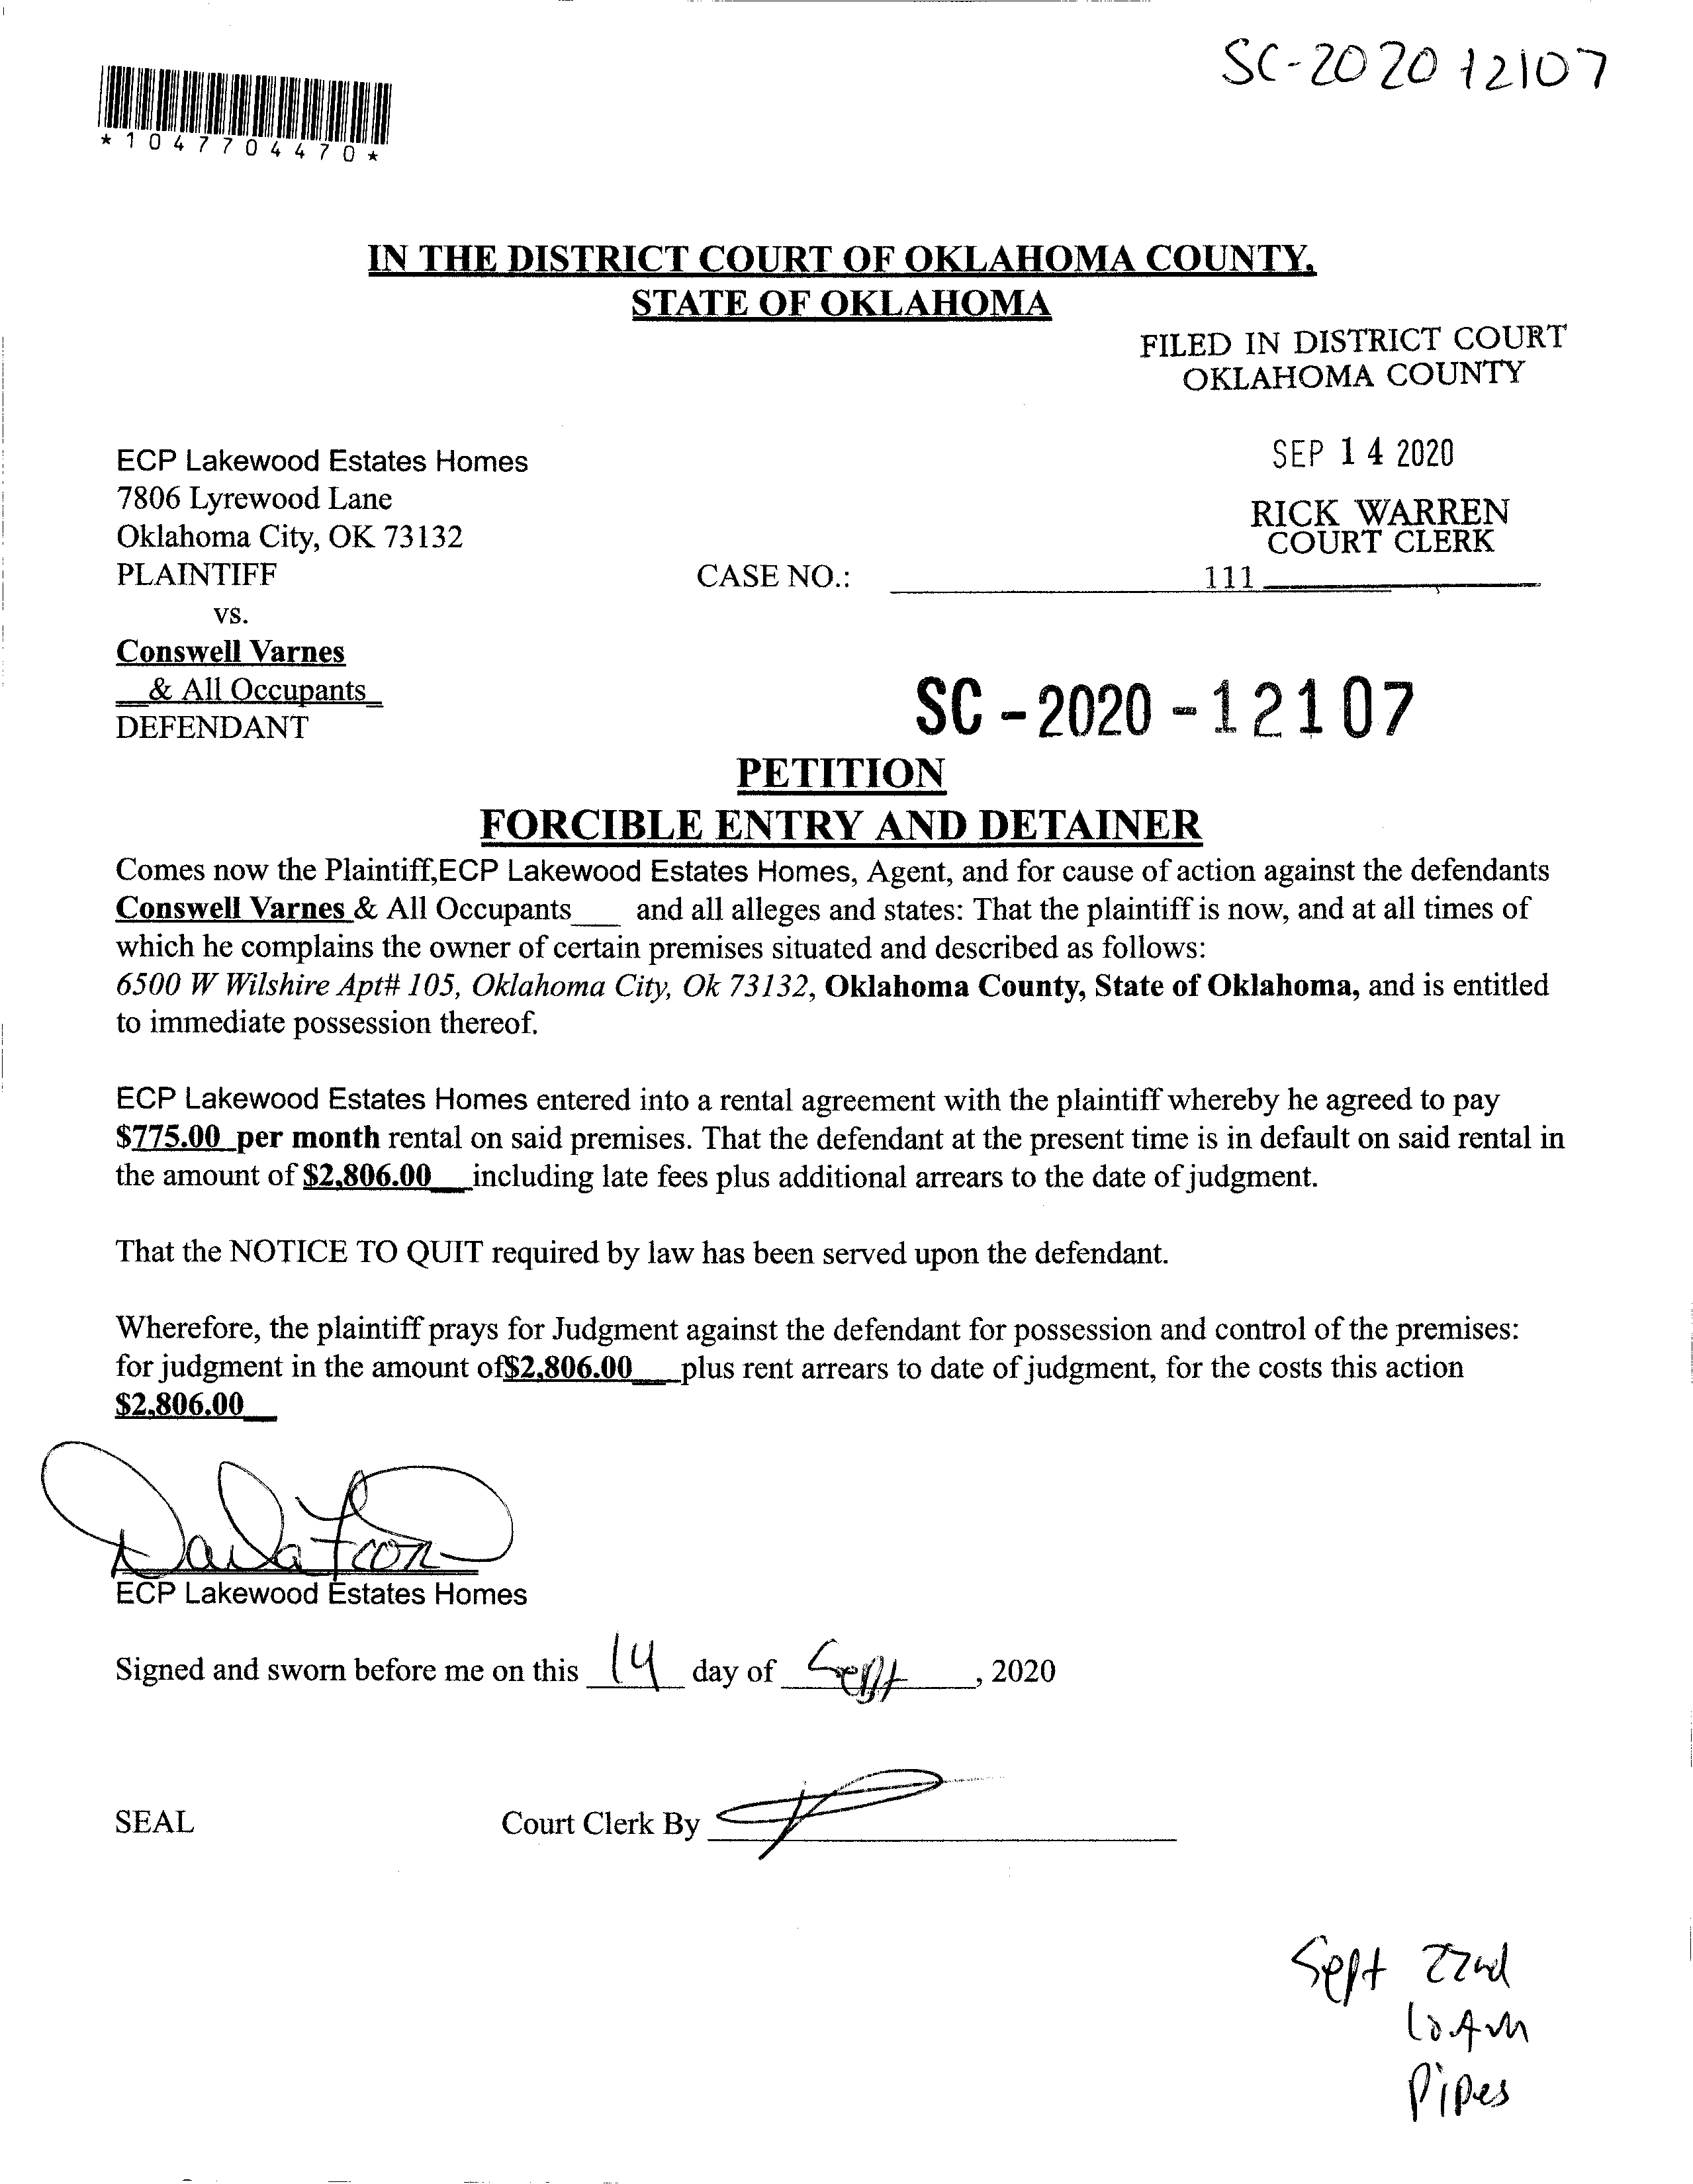 SC-2020 12107
*1047704470*
IN THE DISTRICT COURT OF OKLAHOMA COUNTY,
STATE OF OKLAHOMA
FILED IN DISTRICT COURT
OKLAHOMA COUNTY
SEP 14 2020
RICK WARREN
COURT CLERK
111
ECP Lakewood Estates Homes
7806 Lyrewood Lane
Oklahoma City, OK 73132
PLAINTIFF
CASE NO.:
vs.
Conswell Varnes
__& All Occupants_
DEFENDANT
SC-2020-12107
PETITION
FORCIBLE ENTRY AND DETAINER
Comes now the Plaintiff,ECP Lakewood Estates Homes, Agent, and for cause of action against the defendants
Conswell Varnes & All Occupants___ and all alleges and states: That the plaintiff is now, and at all times of
which he complains the owner of certain premises situated and described as follows:
6500 W Wilshire Apt# 105, Oklahoma City, Ok 73132, Oklahoma County, State of Oklahoma, and is entitled
to immediate possession thereof.
ECP Lakewood Estates Homes entered into a rental agreement with the plaintiff whereby he agreed to pay
$775.00_per month rental on said premises. That the defendant at the present time is in default on said rental in
the amount of $2,806.00___including late fees plus additional arrears to the date of judgment.
That the NOTICE TO QUIT required by law has been served upon the defendant.
Wherefore, the plaintiff prays for Judgment against the defendant for possession and control of the premises:
for judgment in the amount of$2,806.00___plus rent arrears to date of judgment, for the costs this action
$2,806.00__
ECP Lakewood Estates Homes
Signed and sworn before me on this 14 day of Sept, 2020
SEAL Court Clerk By
Sept 22nd
10 AM
Pipes